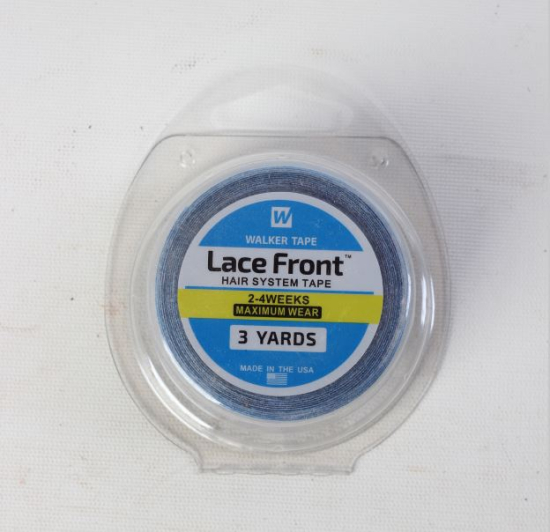 W
WALKER TAPE
Lace Front™
HAIR SYSTEM TAPE
2-4WEEKS
MAXIMUM WEAR
3 YARDS
MADE IN THE USA